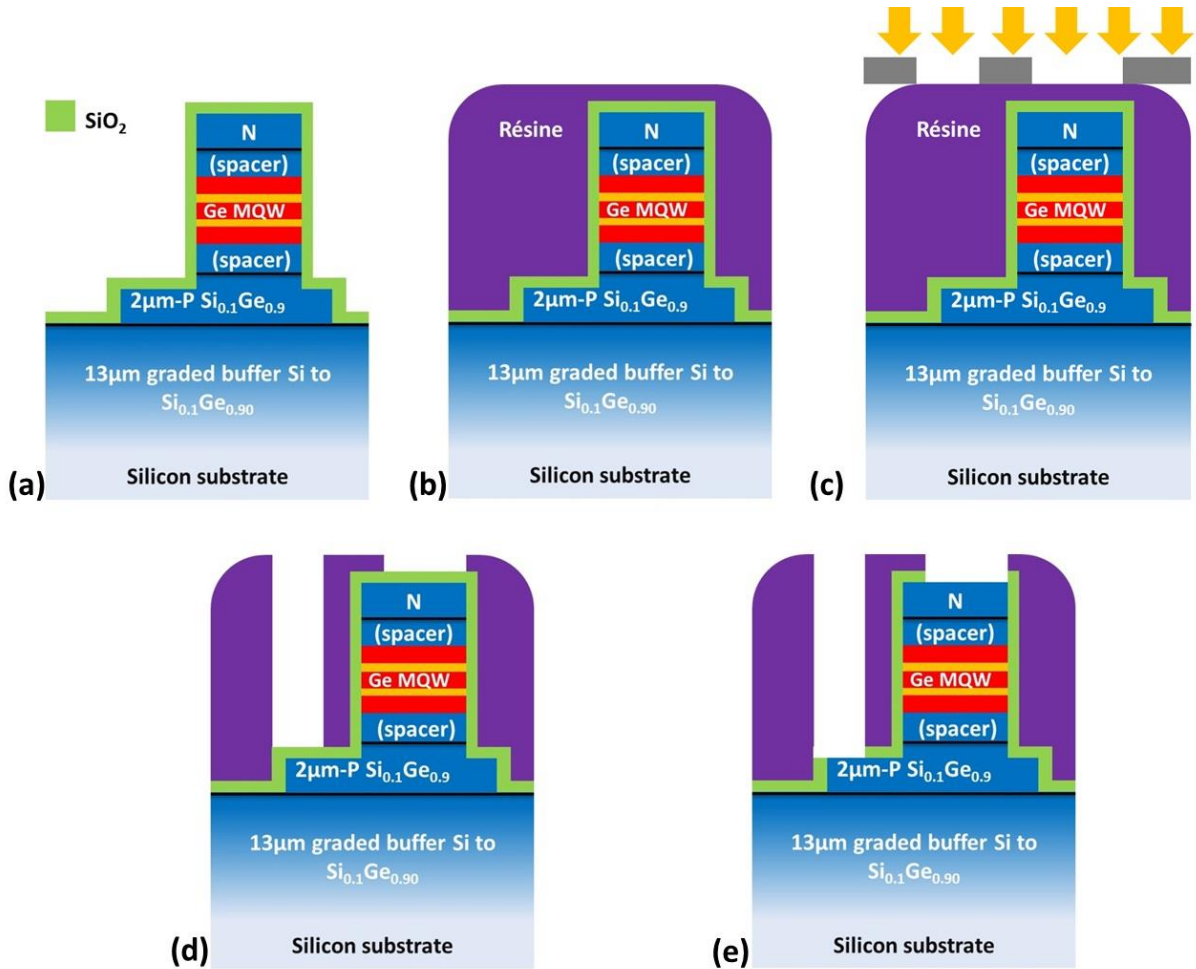 SiO₂
N
(spacer)
Ge MQW
(spacer)
2µm-P Si₀.₁Ge₀.₉
13µm graded buffer Si to
Si₀.₁Ge₀.₉₀
Silicon substrate
(a)
Résine
N
(spacer)
Ge MQW
(spacer)
2µm-P Si₀.₁Ge₀.₉
13µm graded buffer Si to
Si₀.₁Ge₀.₉₀
Silicon substrate
(b)
Résine
N
(spacer)
Ge MQW
(spacer)
2µm-P Si₀.₁Ge₀.₉
13µm graded buffer Si to
Si₀.₁Ge₀.₉₀
Silicon substrate
(c)
N
(spacer)
Ge MQW
(spacer)
2µm-P Si₀.₁Ge₀.₉
13µm graded buffer Si to
Si₀.₁Ge₀.₉₀
Silicon substrate
(d)
N
(spacer)
Ge MQW
(spacer)
2µm-P Si₀.₁Ge₀.₉
13µm graded buffer Si to
Si₀.₁Ge₀.₉₀
Silicon substrate
(e)